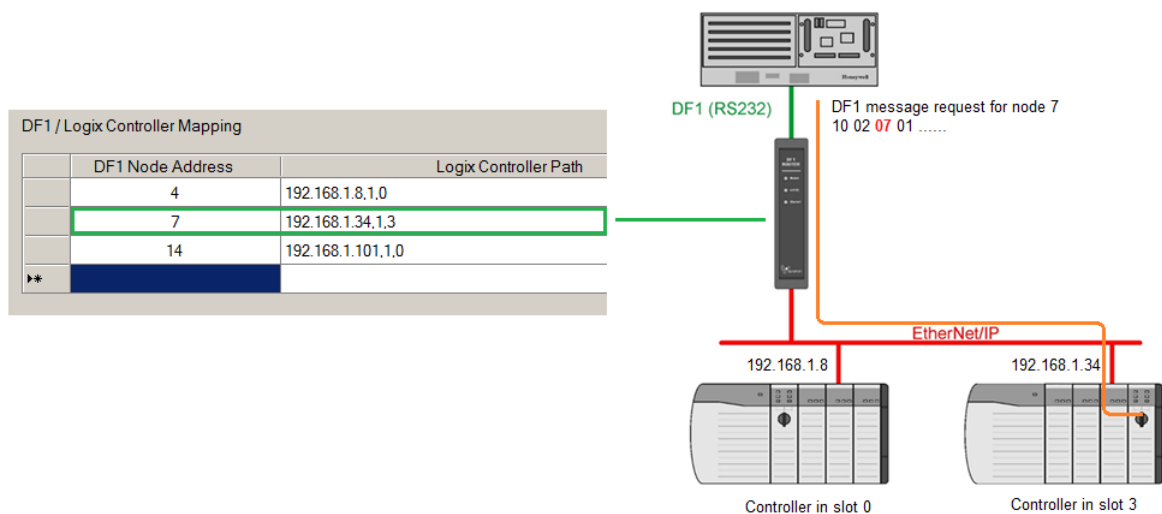 Honeywell
DF1 (RS232)
DF1 message request for node 7
10 02 07 01 ......
DF1 / Logix Controller Mapping
DF1 Node Address
Logix Controller Path
4
192.168.1.8,1,0
7
192.168.1.34,1,3
14
192.168.1.101,1,0
DF1
ROUTER
EtherNet/IP
192.168.1.8
192.168.1.34
Controller in slot 0
Controller in slot 3